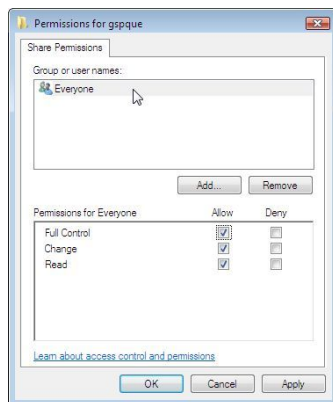 Permissions for gspque
Share Permissions
Group or user names:
Everyone
Add... Remove
Permissions for Everyone Allow Deny
Full Control
Change
Read
Learn about access control and permissions
OK Cancel Apply